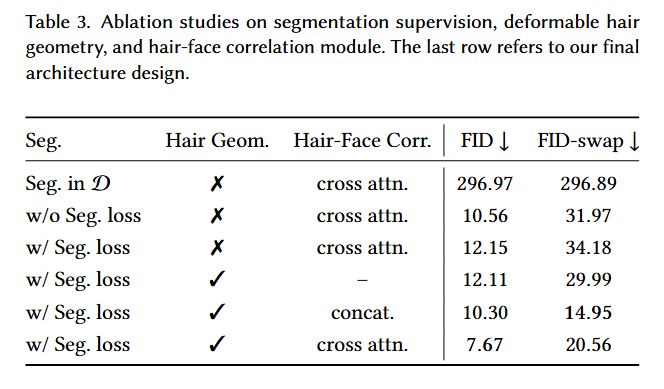 Table 3. Ablation studies on segmentation supervision, deformable hair
geometry, and hair-face correlation module. The last row refers to our final
architecture design.
Seg. Hair Geom. Hair-Face Corr. FID ↓ FID-swap ↓
Seg. in 𝒟 ✗ cross attn. 296.97 296.89
w/o Seg. loss ✗ cross attn. 10.56 31.97
w/ Seg. loss ✗ cross attn. 12.15 34.18
w/ Seg. loss ✓ – 12.11 29.99
w/ Seg. loss ✓ concat. 10.30 14.95
w/ Seg. loss ✓ cross attn. 7.67 20.56